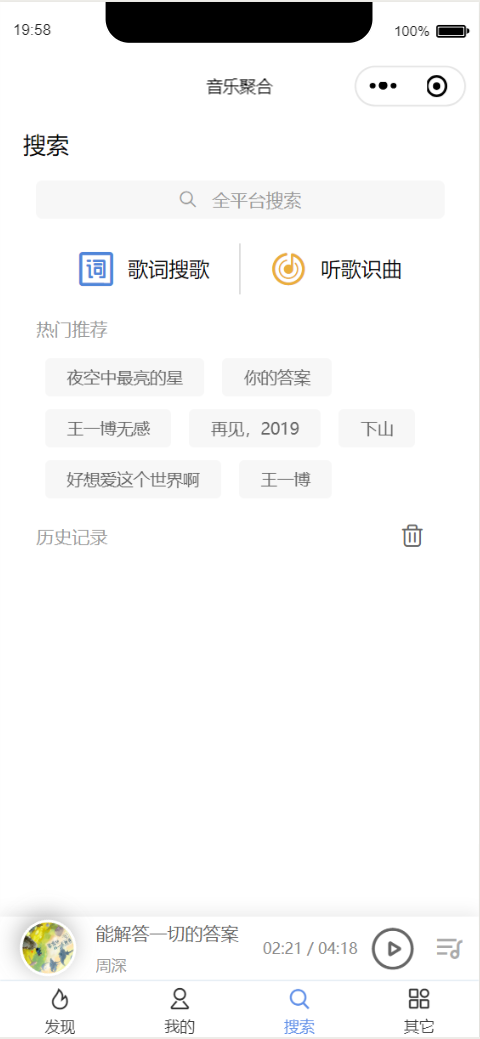 19:58
100%
音乐聚合
搜索
全平台搜索
词 歌词搜歌 听歌识曲
热门推荐
夜空中最亮的星 你的答案
王一博无感 再见，2019 下山
好想爱这个世界啊 王一博
历史记录
能解答一切的答案
周深
02:21 / 04:18
发现 我的 搜索 其它